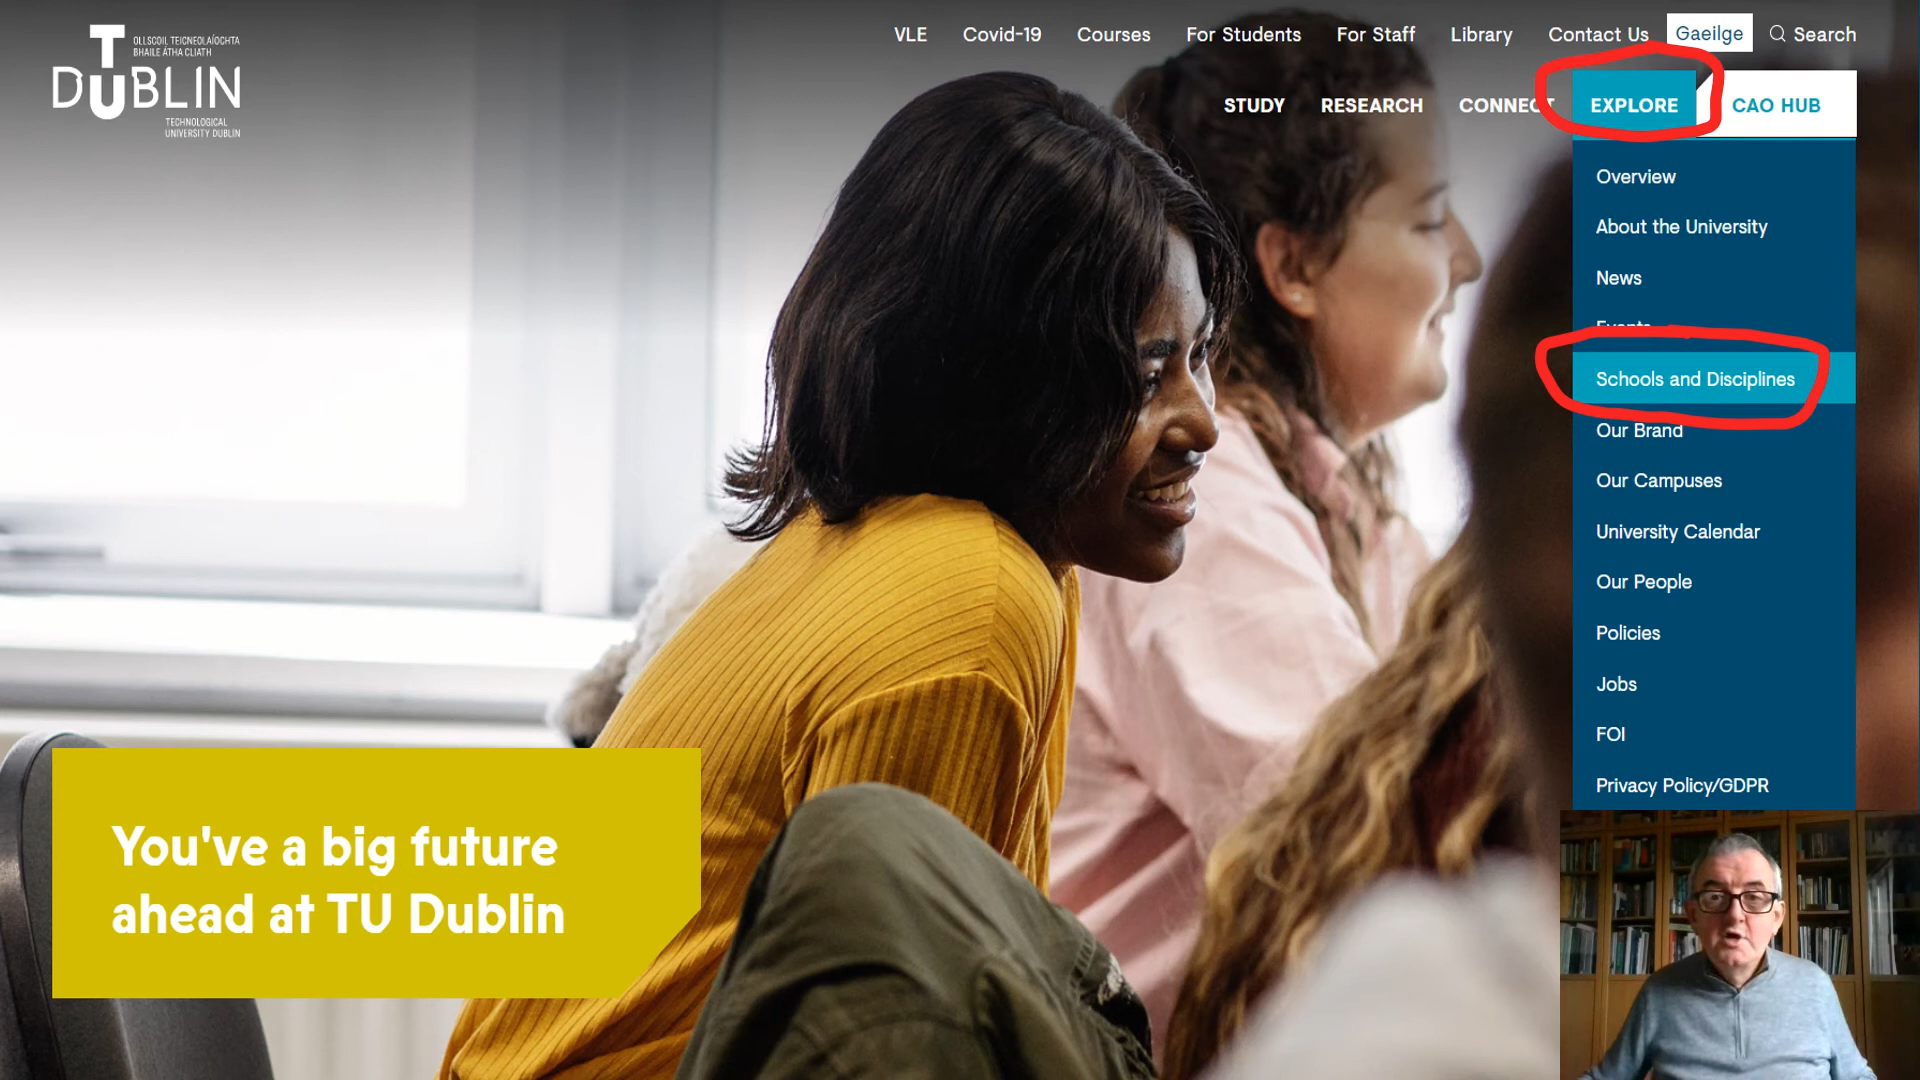 OLLSCOIL TEICNEOLAÍOCHTA
BHAILE ÁTHA CLIATH
TU DUBLIN
TECHNOLOGICAL
UNIVERSITY DUBLIN
VLE Covid-19 Courses For Students For Staff Library Contact Us Gaeilge Search
STUDY RESEARCH CONNECT EXPLORE CAO HUB
Overview
About the University
News
Events
Schools and Disciplines
Our Brand
Our Campuses
University Calendar
Our People
Policies
Jobs
FOI
Privacy Policy/GDPR
You've a big future
ahead at TU Dublin